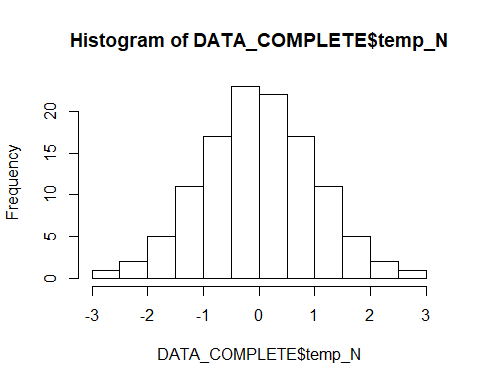 Histogram of DATA_COMPLETE$temp_N
Frequency
20
15
10
5
0
-3 -2 -1 0 1 2 3
DATA_COMPLETE$temp_N